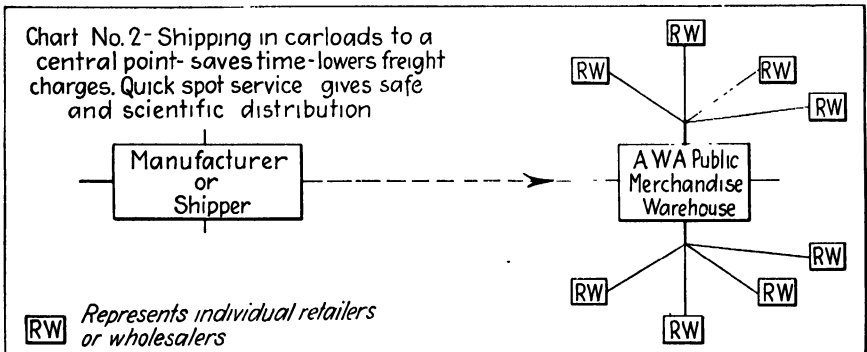 Chart No. 2- Shipping in carloads to a
central point- saves time- lowers freight
charges. Quick spot service gives safe
and scientific distribution
RW
RW
RW
RW
Manufacturer
or
Shipper
AWA Public
Merchandise
Warehouse
RW
RW
RW
RW
RW Represents individual retailers
or wholesalers